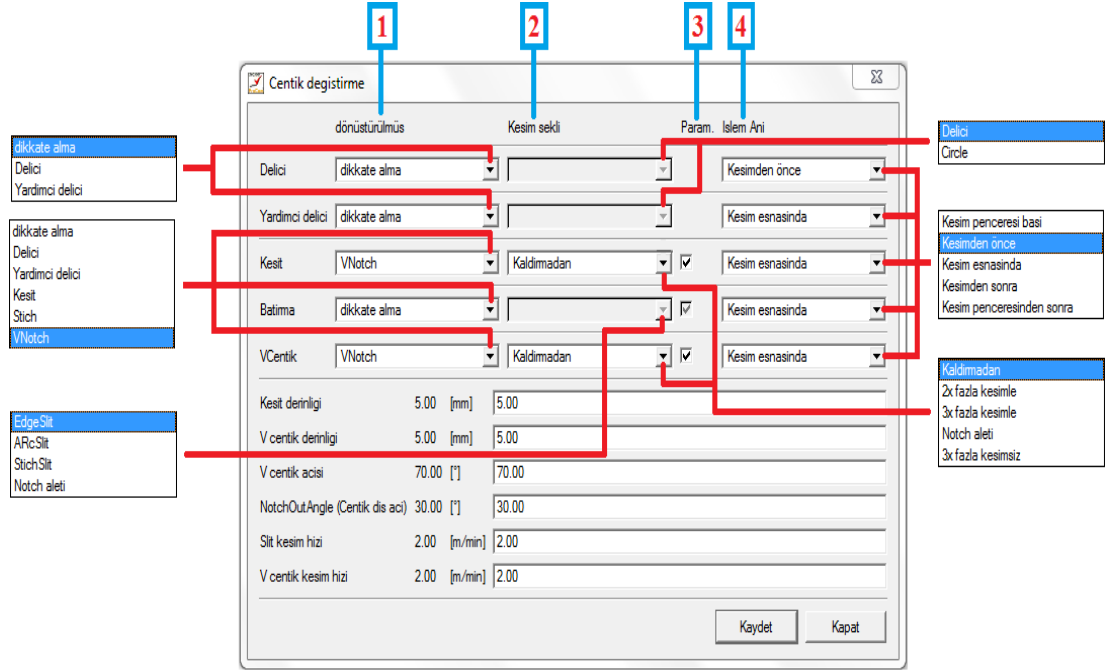 1 2 3 4
Centik degistirme
dönüstürülmüs Kesim sekli Param. Islem Ani
Delici dikkate alma Kesimden önce
Yardimci delici dikkate alma Kesim esnasinda
Kesit VNotch Kaldirmadan Kesim esnasinda
Batirma dikkate alma Kesim esnasinda
VCentik VNotch Kaldirmadan Kesim esnasinda
Kesit derinligi 5.00 [mm] 5.00
V centik derinligi 5.00 [mm] 5.00
V centik acisi 70.00 [°] 70.00
NotchOutAngle (Centik dis aci) 30.00 [°] 30.00
Slit kesim hizi 2.00 [m/min] 2.00
V centik kesim hizi 2.00 [m/min] 2.00
Kaydet Kapat
dikkate alma
Delici
Yardimci delici
dikkate alma
Delici
Yardimci delici
Kesit
Stich
VNotch
EdgeSlit
ARcSlit
StichSlit
Notch aleti
Delici
Circle
Kesim penceresi basi
Kesimden önce
Kesim esnasinda
Kesimden sonra
Kesim penceresinden sonra
Kaldirmadan
2x fazla kesimle
3x fazla kesimle
Notch aleti
3x fazla kesimsiz